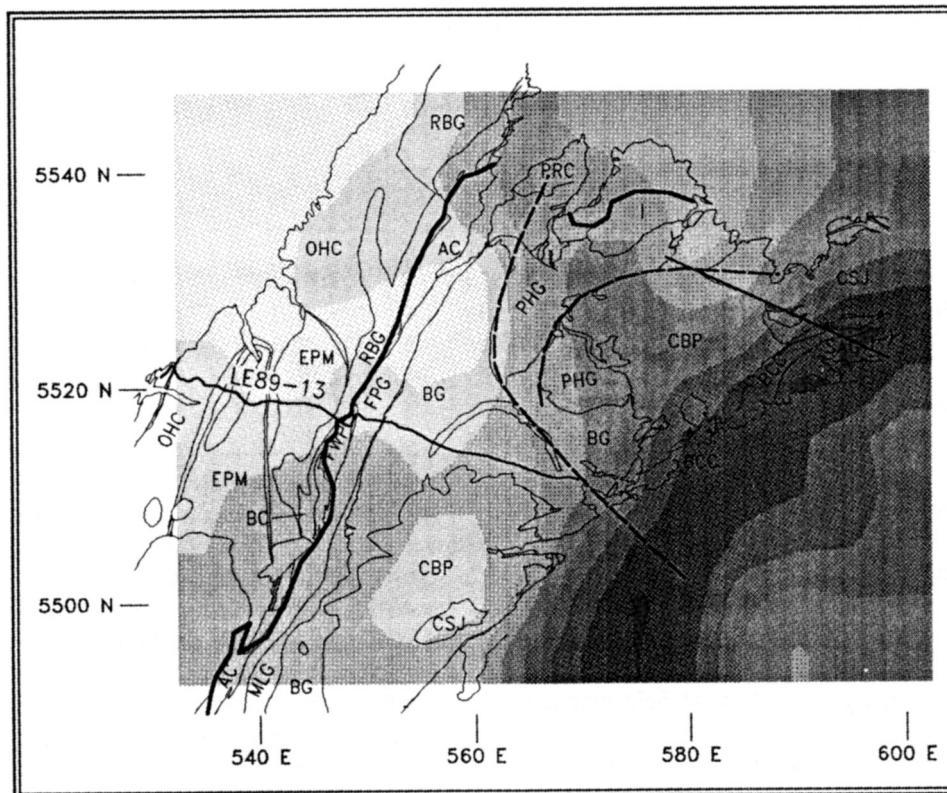 RBG
5540 N
PRC
I
OHC
AC
PHG
CSJ
EPM
RBG
CBP
LE89-13
5520 N
FPG
BG
PHG
OHC
BG
EPM
BO
CBP
5500 N
CSJ
AC
MLG
BG
540 E
560 E
580 E
600 E